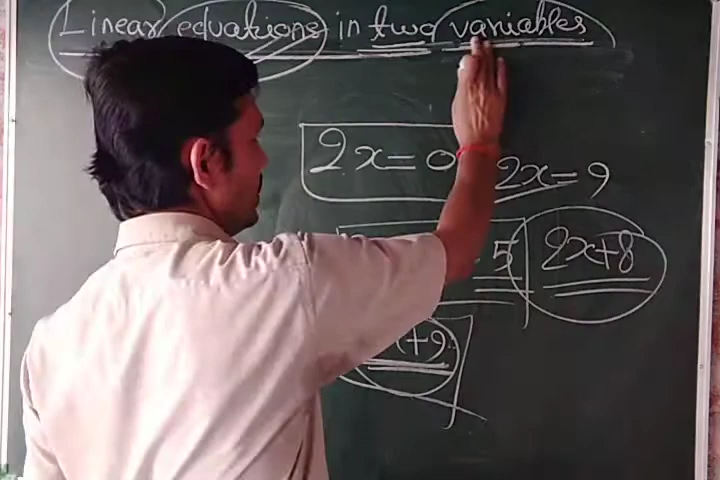 Linear equations in two variables
2x=0 2x=9
5 2x+8
x+9